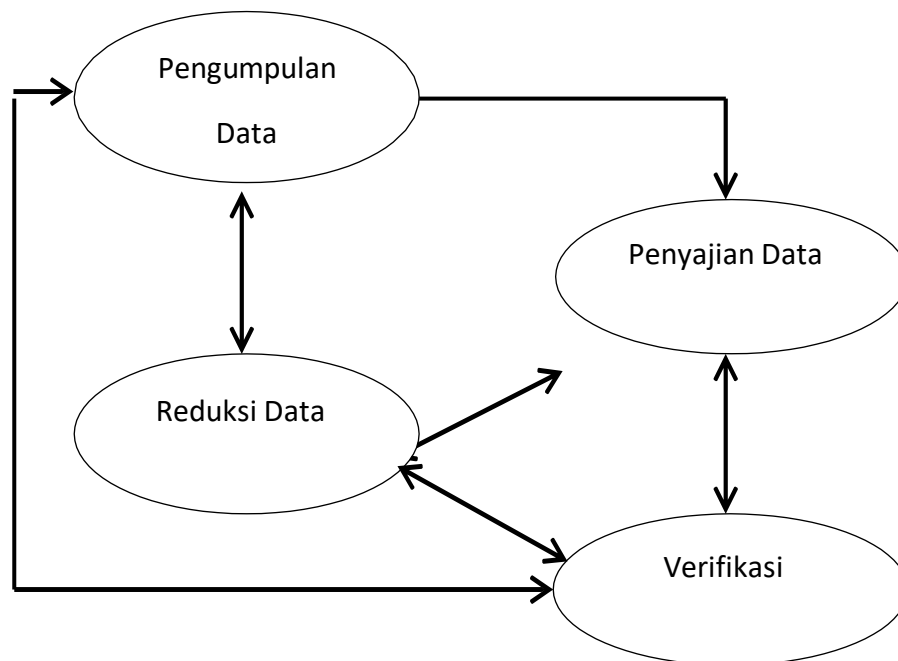 Pengumpulan
Data
Penyajian Data
Reduksi Data
Verifikasi